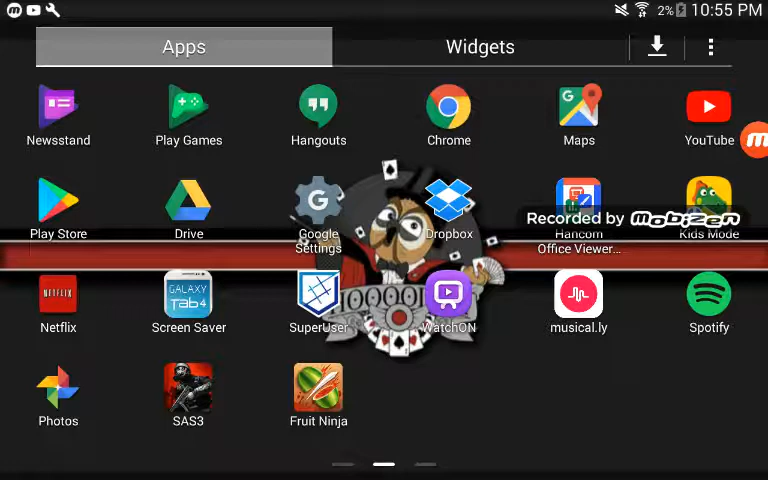 2% 10:55 PM
Apps
Widgets
Newsstand
Play Games
Hangouts
Chrome
Maps
YouTube
Play Store
Drive
Google
Settings
Dropbox
Hancom
Office Viewer...
Kids Mode
Recorded by Mobizen
NETFLIX
GALAXY
Tab4
Netflix
Screen Saver
SuperUser
WatchON
musical.ly
Spotify
Photos
SAS3
Fruit Ninja